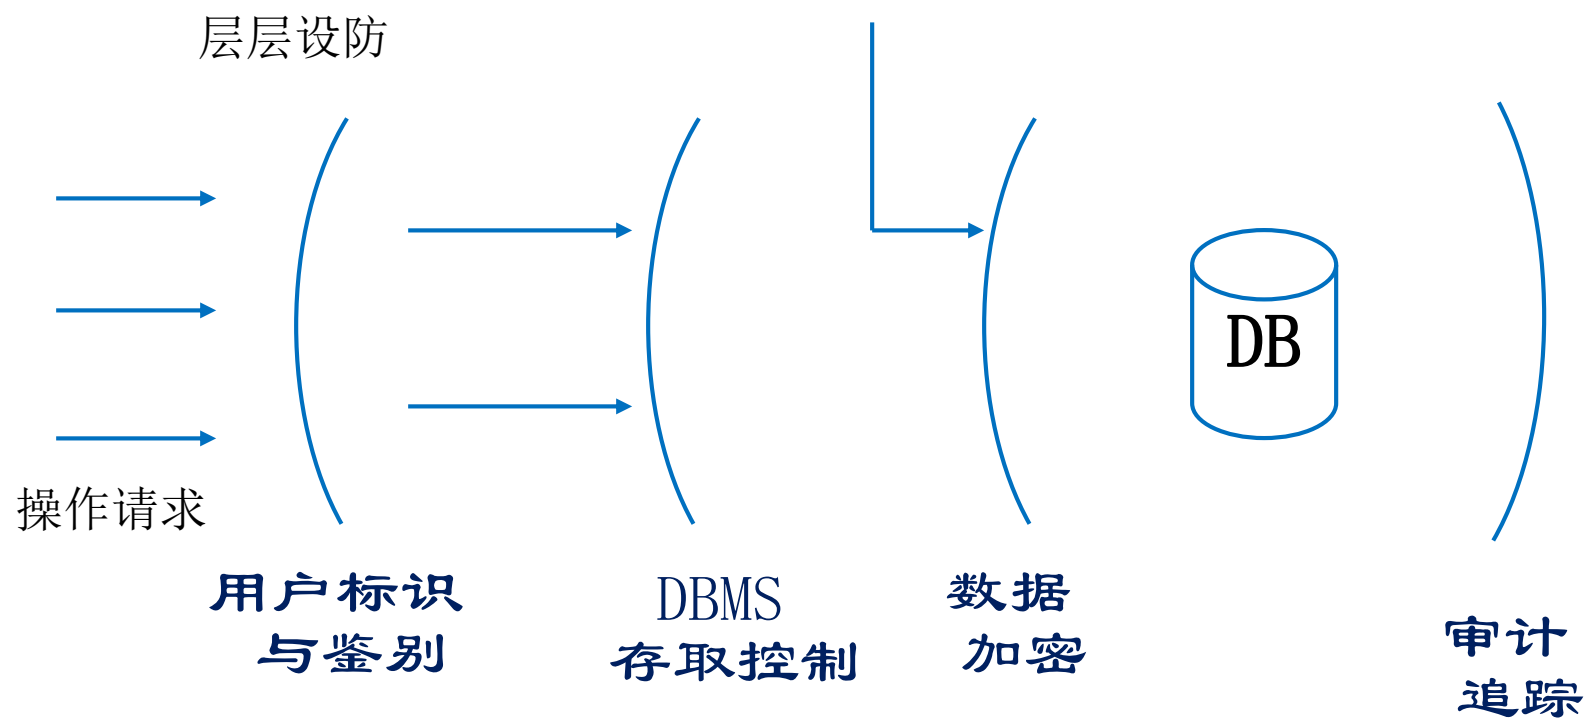 层层设防
DB
操作请求
用户标识
与鉴别
DBMS
存取控制
数据
加密
审计
追踪